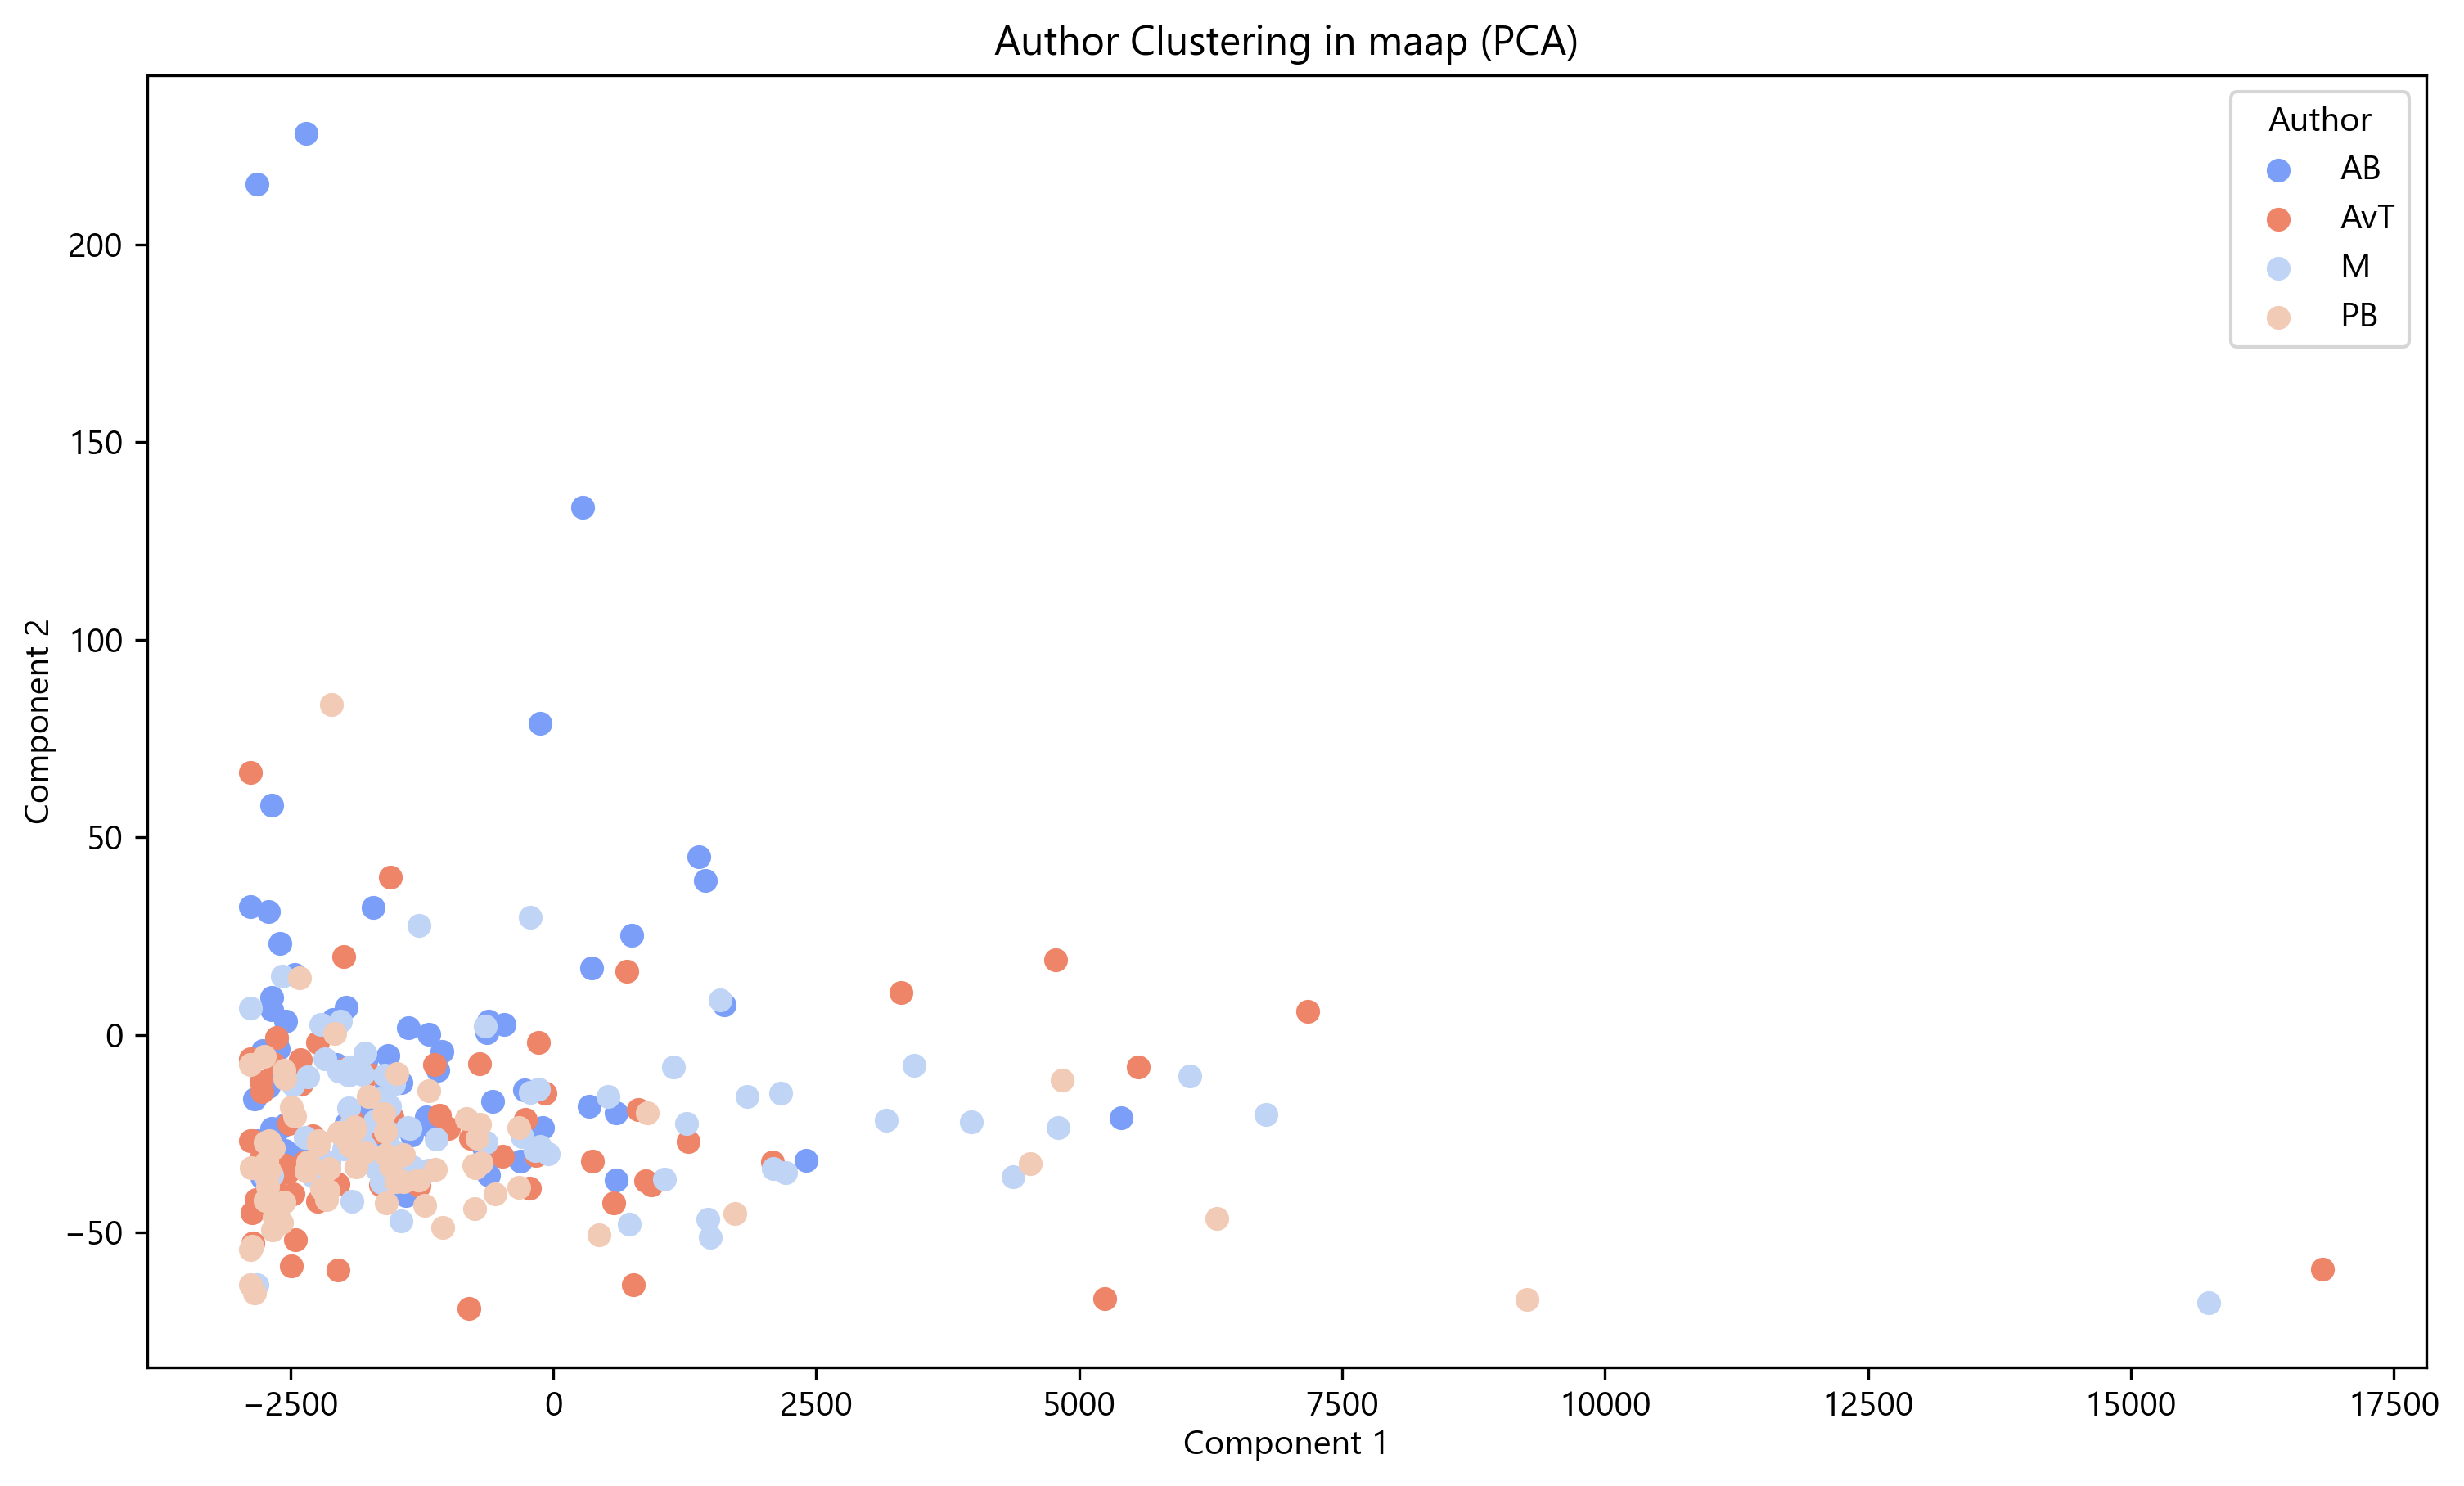 Author Clustering in maap (PCA)
Author
AB
AvT
M
PB
200
150
100
50
0
−50
Component 2
−2500 0 2500 5000 7500 10000 12500 15000 17500
Component 1